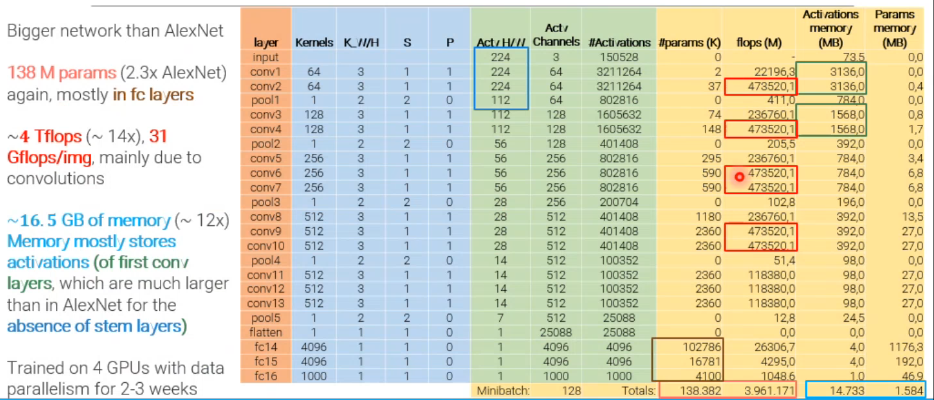 Bigger network than AlexNet
138 M params (2.3x AlexNet)
again, mostly in fc layers
~4 Tflops (~ 14x), 31
Gflops/img, mainly due to
convolutions
~16.5 GB of memory (~ 12x)
Memory mostly stores
activations (of first conv
layers, which are much larger
than in AlexNet for the
absence of stem layers)
Trained on 4 GPUs with data
parallelism for 2-3 weeks
layer Kernels S P Channels #Activations #params (K) flops (M) Activations memory (MB) Params memory (MB)
input 224 3 150528 0 - 73,5 0,0
conv1 64 3 1 1 224 64 3211264 2 22196,3 3136,0 0,0
conv2 64 3 1 1 224 64 3211264 37 473520,1 3136,0 0,4
pool1 1 2 2 0 112 64 802816 0 411,0 784,0 0,0
conv3 128 3 1 1 112 128 1605632 74 236760,1 1568,0 0,8
conv4 128 3 1 1 112 128 1605632 148 473520,1 1568,0 1,7
pool2 1 2 2 0 56 128 401408 0 205,5 392,0 0,0
conv5 256 3 1 1 56 256 802816 295 236760,1 784,0 3,4
conv6 256 3 1 1 56 256 802816 590 473520,1 784,0 6,8
conv7 256 3 1 1 56 256 802816 590 473520,1 784,0 6,8
pool3 1 2 2 0 28 256 200704 0 102,8 196,0 0,0
conv8 512 3 1 1 28 512 401408 1180 236760,1 392,0 13,5
conv9 512 3 1 1 28 512 401408 2360 473520,1 392,0 27,0
conv10 512 3 1 1 28 512 401408 2360 473520,1 392,0 27,0
pool4 1 2 2 0 14 512 100352 0 51,4 98,0 0,0
conv11 512 3 1 1 14 512 100352 2360 118380,0 98,0 27,0
conv12 512 3 1 1 14 512 100352 2360 118380,0 98,0 27,0
conv13 512 3 1 1 14 512 100352 2360 118380,0 98,0 27,0
pool5 1 2 2 0 7 512 25088 0 12,8 24,5 0,0
flatten 1 1 1 0 1 25088 25088 0 0,0 0,0 0,0
fc14 4096 1 1 0 1 4096 4096 102786 26306,7 4,0 1176,3
fc15 4096 1 1 0 1 4096 4096 16781 4295,0 4,0 192,0
fc16 1000 1 1 0 1 1000 1000 4100 1048,6 1,0 46,9
Minibatch: 128 Totals: 138.382 3.961.171 14.733 1.584